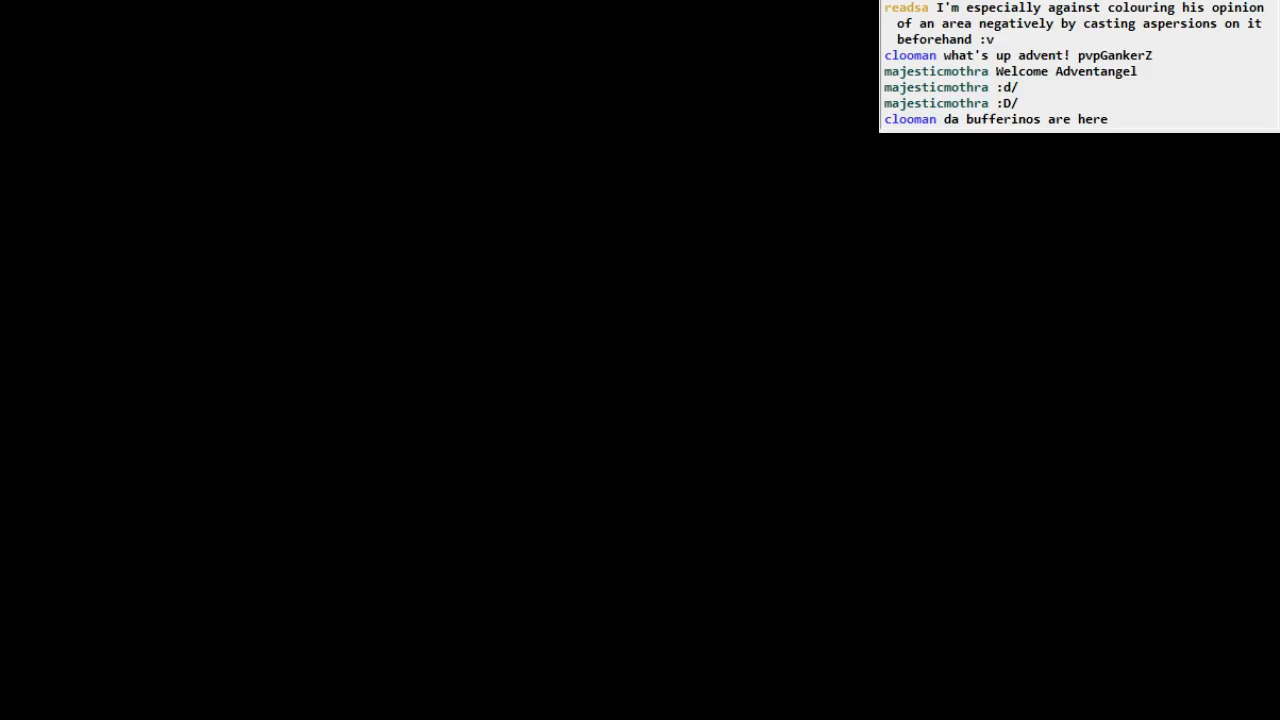 readsa I'm especially against colouring his opinion
of an area negatively by casting aspersions on it
beforehand :v
clooman what's up advent! pvpGankerZ
majesticmothra Welcome Adventangel
majesticmothra :d/
majesticmothra :D/
clooman da bufferinos are here